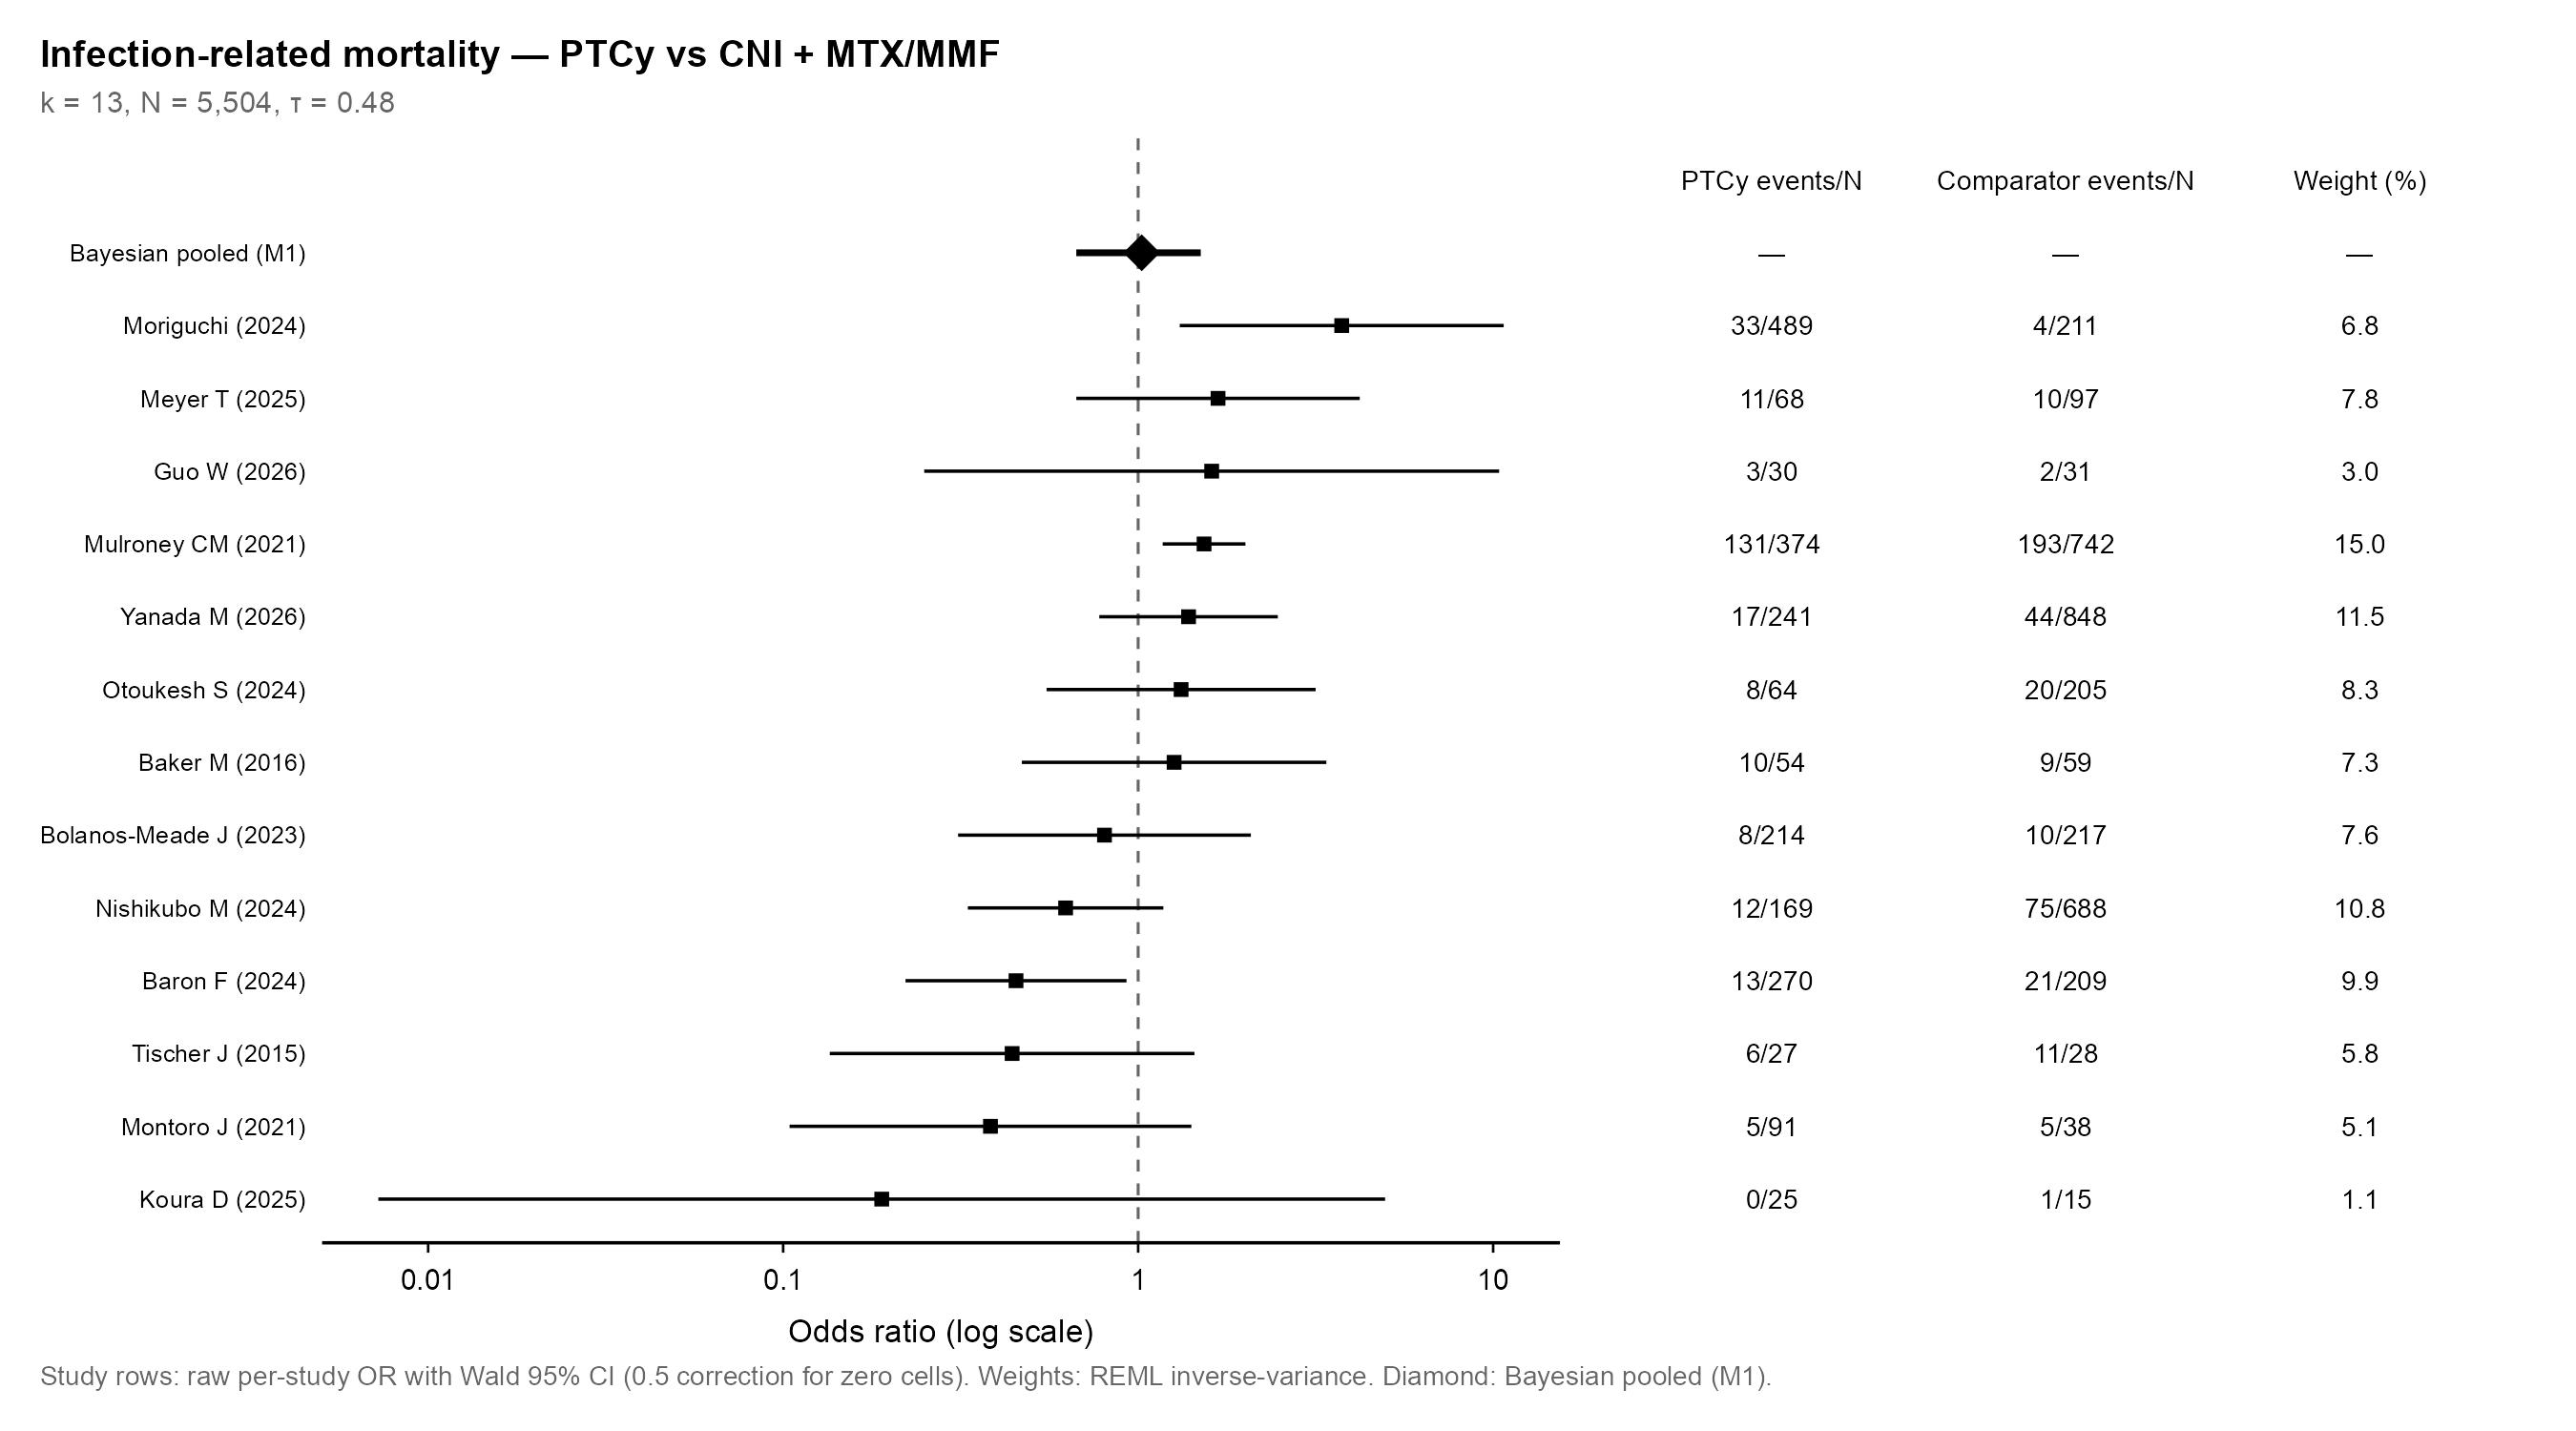 Infection-related mortality — PTCy vs CNI + MTX/MMF
k = 13, N = 5,504, τ = 0.48
PTCy events/N Comparator events/N Weight (%)
Bayesian pooled (M1) — — —
Moriguchi (2024) 33/489 4/211 6.8
Meyer T (2025) 11/68 10/97 7.8
Guo W (2026) 3/30 2/31 3.0
Mulroney CM (2021) 131/374 193/742 15.0
Yanada M (2026) 17/241 44/848 11.5
Otoukesh S (2024) 8/64 20/205 8.3
Baker M (2016) 10/54 9/59 7.3
Bolanos-Meade J (2023) 8/214 10/217 7.6
Nishikubo M (2024) 12/169 75/688 10.8
Baron F (2024) 13/270 21/209 9.9
Tischer J (2015) 6/27 11/28 5.8
Montoro J (2021) 5/91 5/38 5.1
Koura D (2025) 0/25 1/15 1.1
0.01 0.1 1 10
Odds ratio (log scale)
Study rows: raw per-study OR with Wald 95% CI (0.5 correction for zero cells). Weights: REML inverse-variance. Diamond: Bayesian pooled (M1).